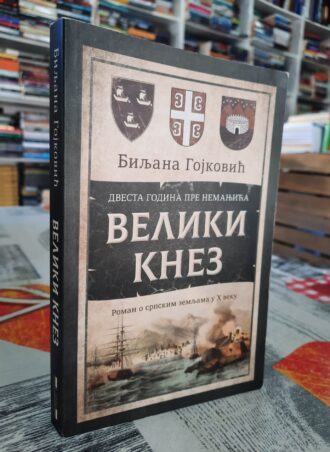 Биљана Гојковић
ДВЕСТА ГОДИНА ПРЕ НЕМАЊИЋА
ВЕЛИКИ
КНЕЗ
Роман о српским земљама у X веку
Биљана Гојковић
ВЕЛИКИ КНЕЗ